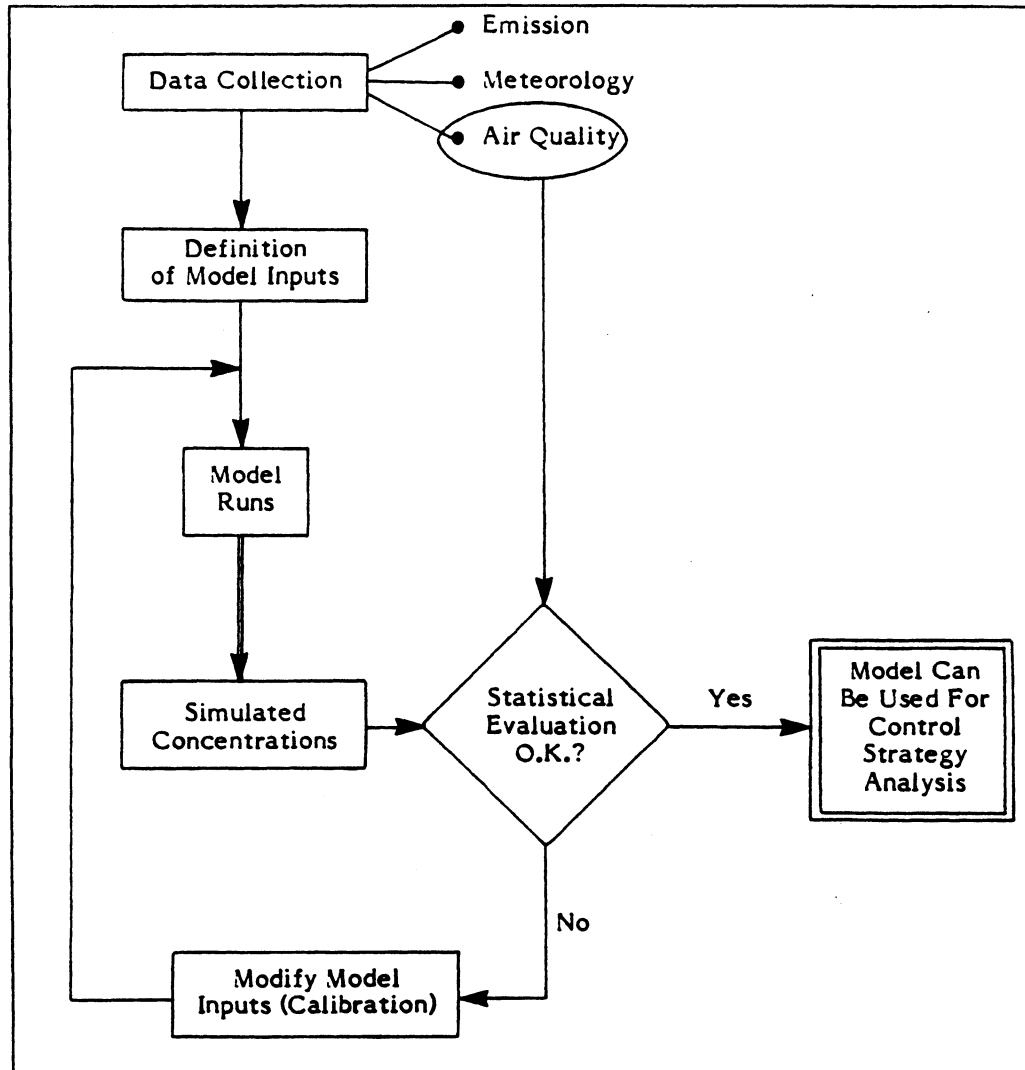 Emission
Data Collection
Meteorology
Air Quality
Definition
of Model Inputs
Model
Runs
Simulated
Concentrations
Statistical
Evaluation
O.K.?
Yes
Model Can
Be Used For
Control
Strategy
Analysis
No
Modify Model
Inputs (Calibration)